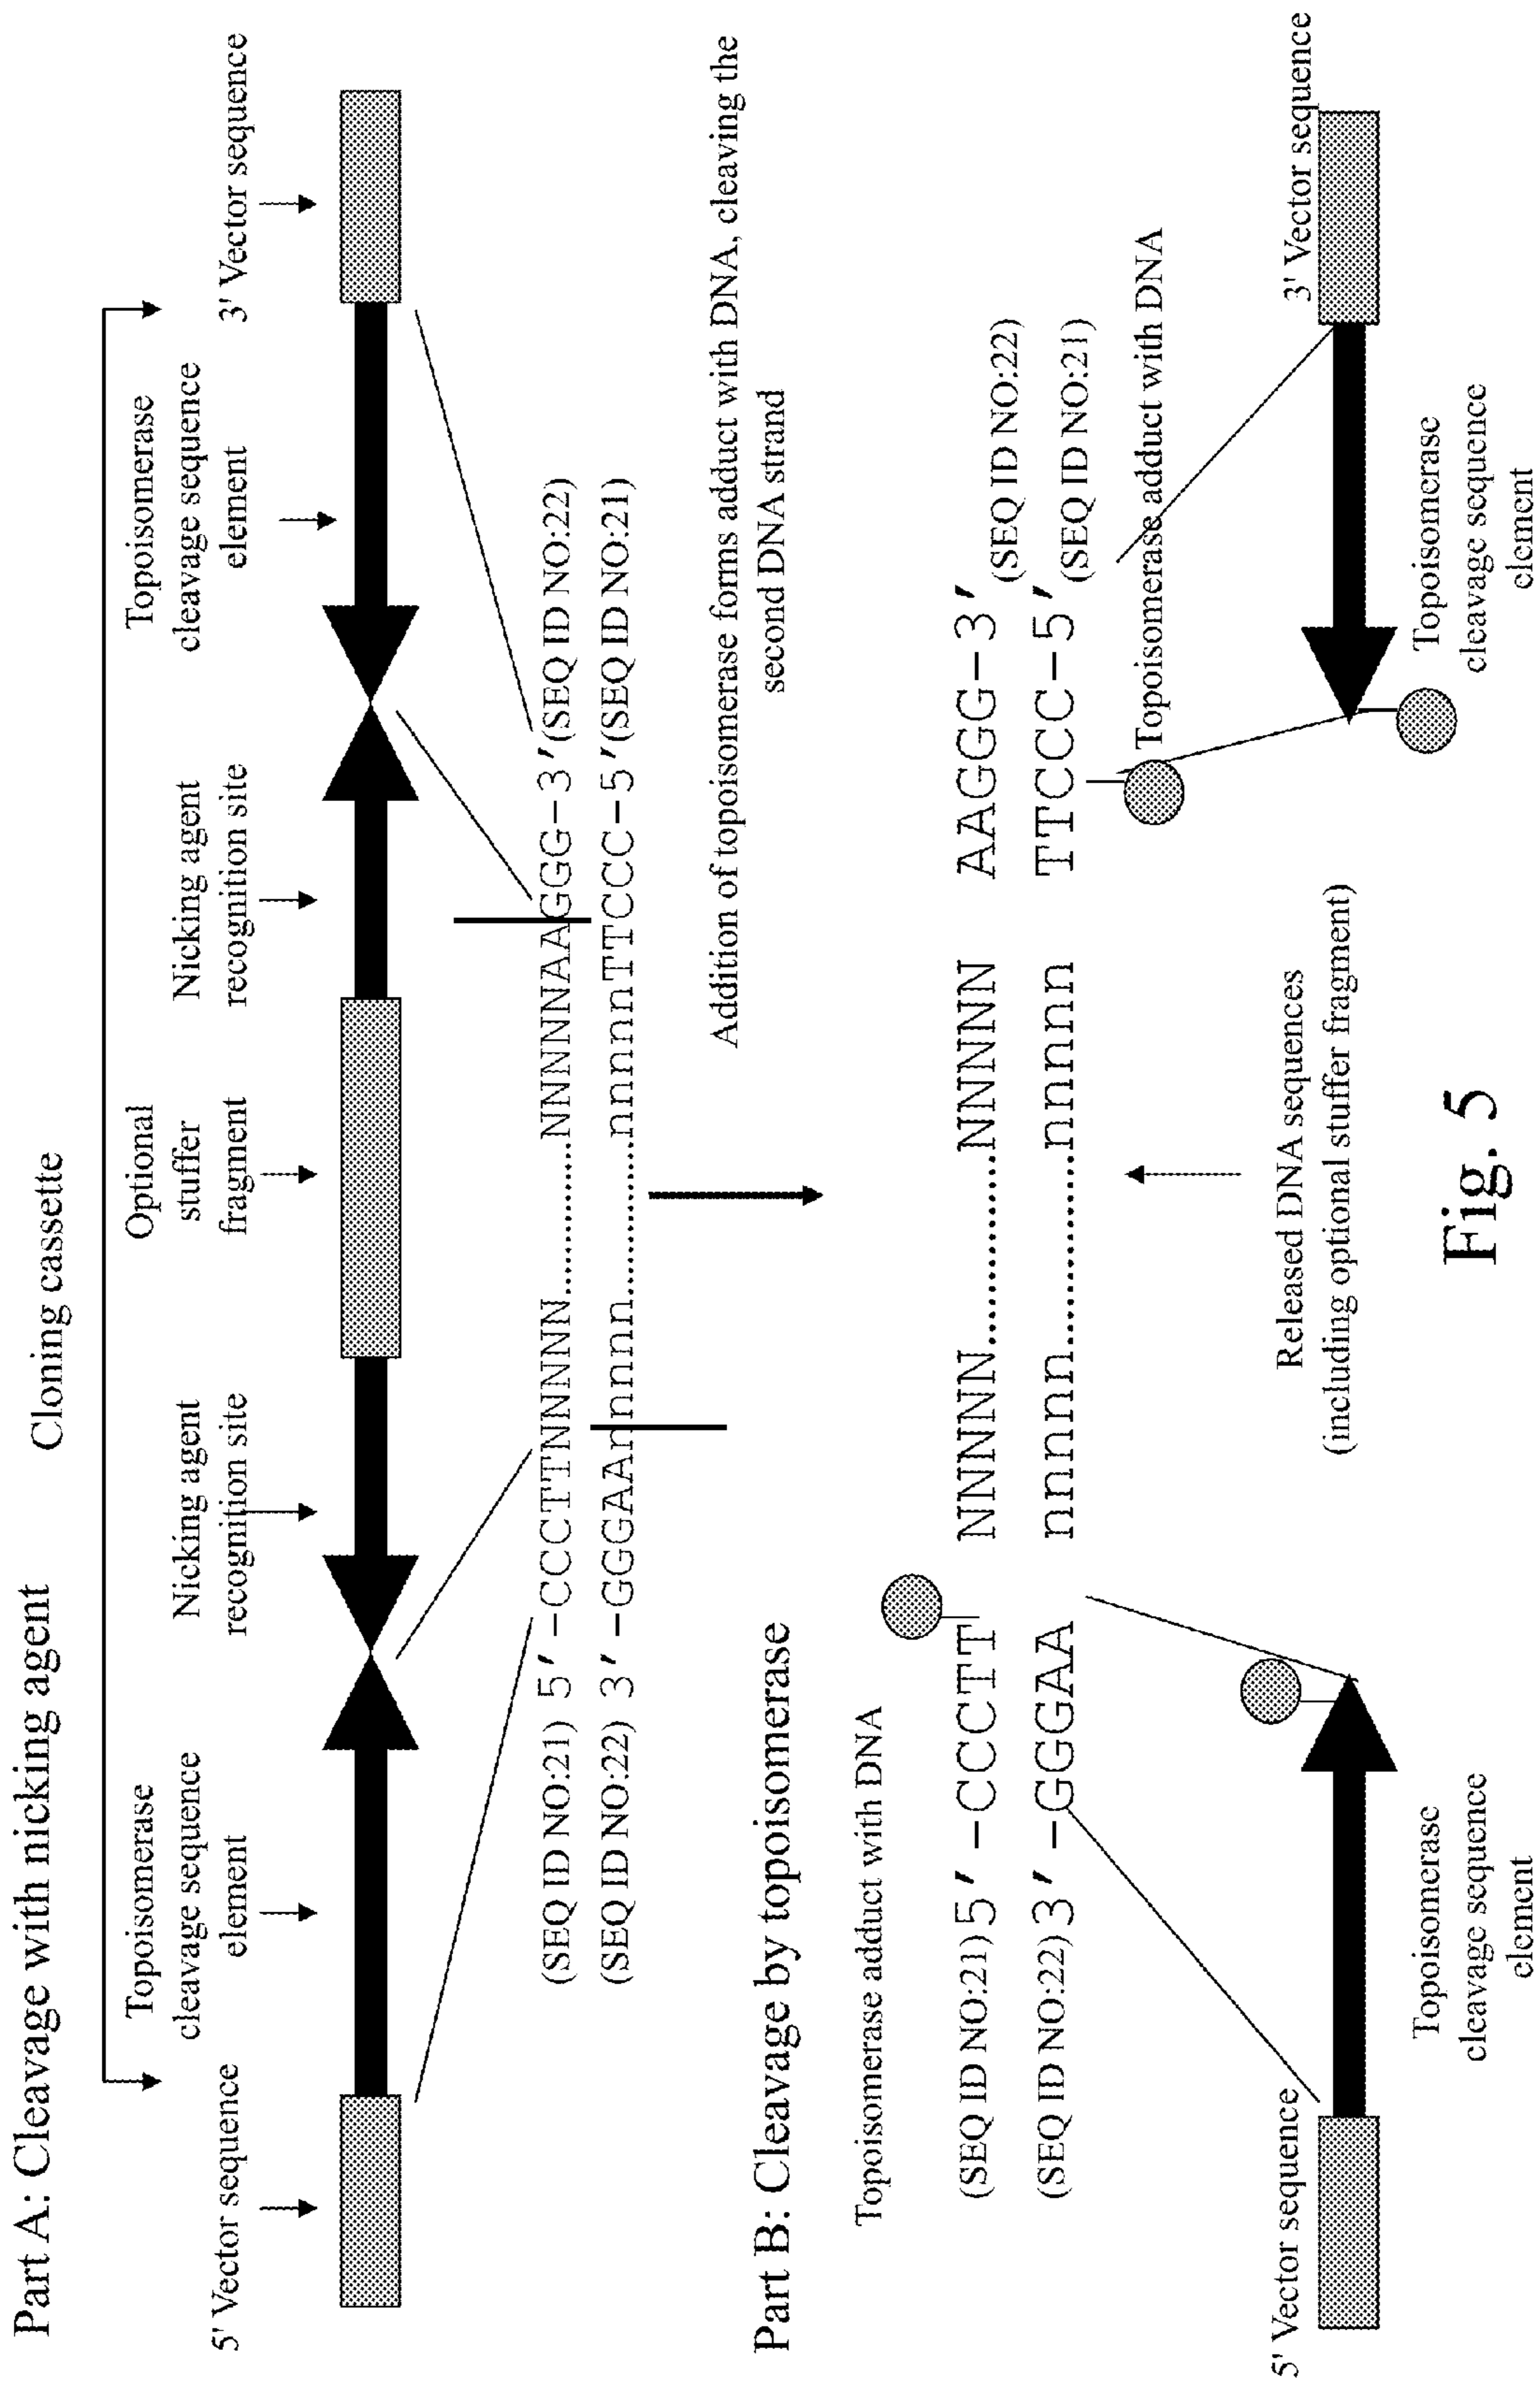 Part A: Cleavage with nicking agent
Cloning cassette
5' Vector sequence
Topoisomerase
cleavage sequence
element
Nicking agent
recognition site
Optional
stuffer
fragment
Nicking agent
recognition site
Topoisomerase
cleavage sequence
element
3' Vector sequence
(SEQ ID NO:21) 5′-CCCTTNNNNN............NNNNNAAGGG-3′(SEQ ID NO:22)
(SEQ ID NO:22) 3′-GGGAAnnnnn............nnnnnTTCCC-5′(SEQ ID NO:21)
Addition of topoisomerase forms adduct with DNA, cleaving the
second DNA strand
Part B: Cleavage by topoisomerase
Topoisomerase adduct with DNA
(SEQ ID NO:21) 5′-CCCTT NNNNN............NNNNN AAGGG-3′ (SEQ ID NO:22)
(SEQ ID NO:22) 3′-GGGAA nnnnn............nnnnn TTCCC-5′ (SEQ ID NO:21)
Topoisomerase adduct with DNA
Released DNA sequences
(including optional stuffer fragment)
5' Vector sequence
Topoisomerase
cleavage sequence
element
3' Vector sequence
Topoisomerase
cleavage sequence
element
Fig. 5